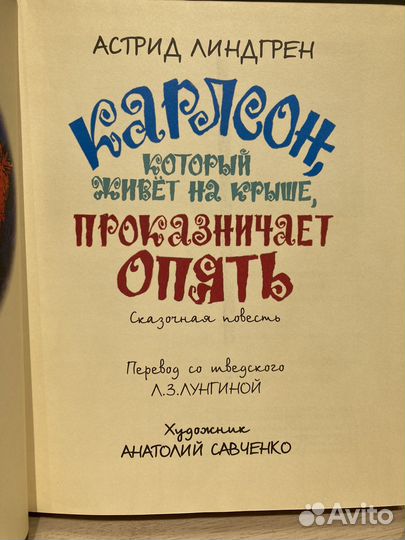 АСТРИД ЛИНДГРЕН
КАРЛСОН,
КОТОРЫЙ
ЖИВЁТ НА КРЫШЕ,
ПРОКАЗНИЧАЕТ
ОПЯТЬ
Сказочная повесть
Перевод со шведского
Л.З.ЛУНГИНОЙ
Художник
АНАТОЛИЙ САВЧЕНКО
Avito